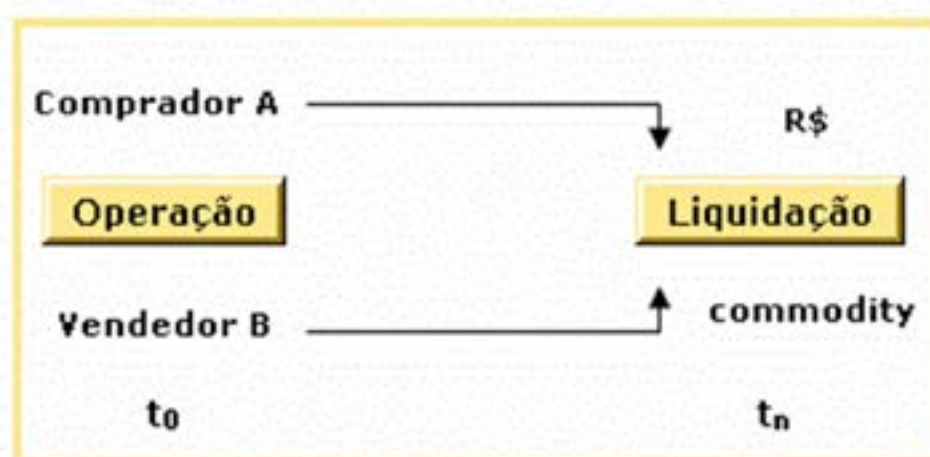 Comprador A
R$
Operação
Liquidação
Vendedor B
commodity
t0
tn